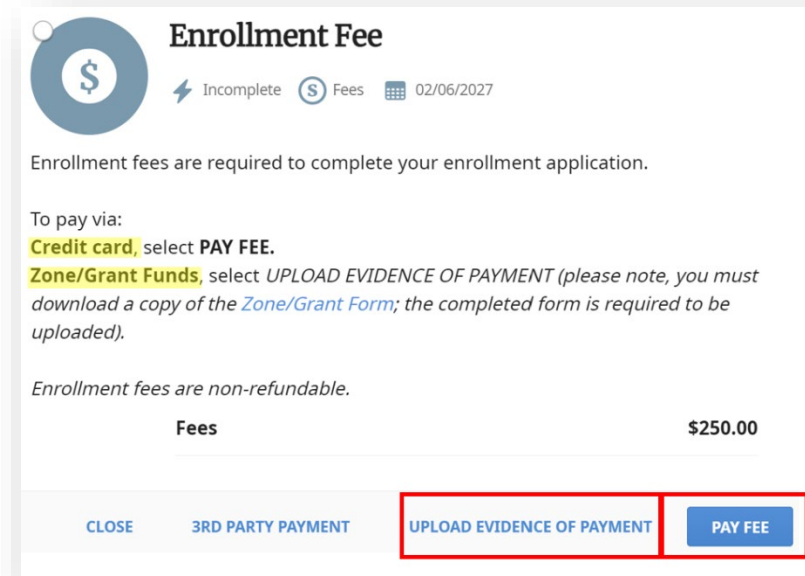 $
Enrollment Fee
Incomplete S Fees 02/06/2027
Enrollment fees are required to complete your enrollment application.
To pay via:
Credit card, select PAY FEE.
Zone/Grant Funds, select UPLOAD EVIDENCE OF PAYMENT (please note, you must
download a copy of the Zone/Grant Form; the completed form is required to be
uploaded).
Enrollment fees are non-refundable.
Fees $250.00
CLOSE 3RD PARTY PAYMENT UPLOAD EVIDENCE OF PAYMENT PAY FEE